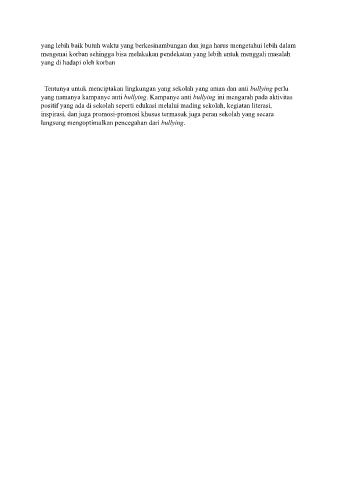 yang lebih baik butuh waktu yang berkesinambungan dan juga harus mengetahui lebih dalam
mengenai korban sehingga bisa melakukan pendekatan yang lebih untuk menggali masalah
yang di hadapi oleh korban
Tentunya untuk menciptakan lingkungan yang sekolah yang aman dan anti bullying perlu
yang namanya kampanye anti bullying. Kampanye anti bullying ini mengarah pada aktivitas
positif yang ada di sekolah seperti edukasi melalui mading sekolah, kegiatan literasi,
inspirasi, dan juga promosi-promosi khusus termasuk juga peran sekolah yang secara
langsung mengoptimalkan pencegahan dari bullying.